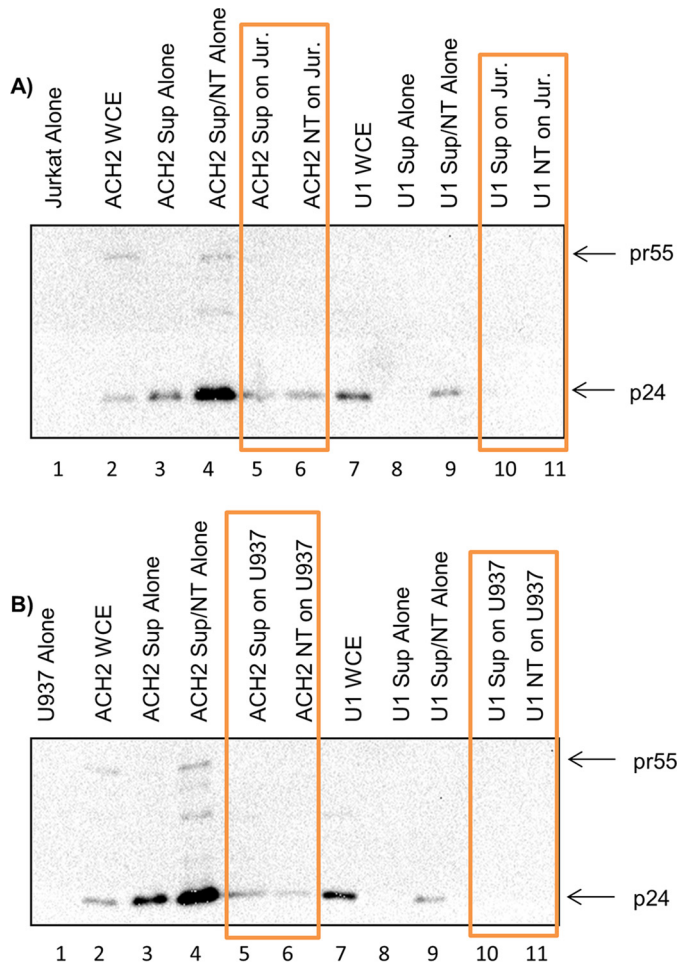 A)
Jurkat Alone
ACH2 WCE
ACH2 Sup Alone
ACH2 Sup/NT Alone
ACH2 Sup on Jur.
ACH2 NT on Jur.
U1 WCE
U1 Sup Alone
U1 Sup/NT Alone
U1 Sup on Jur.
U1 NT on Jur.
pr55
p24
1 2 3 4 5 6 7 8 9 10 11
B)
U937 Alone
ACH2 WCE
ACH2 Sup Alone
ACH2 Sup/NT Alone
ACH2 Sup on U937
ACH2 NT on U937
U1 WCE
U1 Sup Alone
U1 Sup/NT Alone
U1 Sup on U937
U1 NT on U937
pr55
p24
1 2 3 4 5 6 7 8 9 10 11